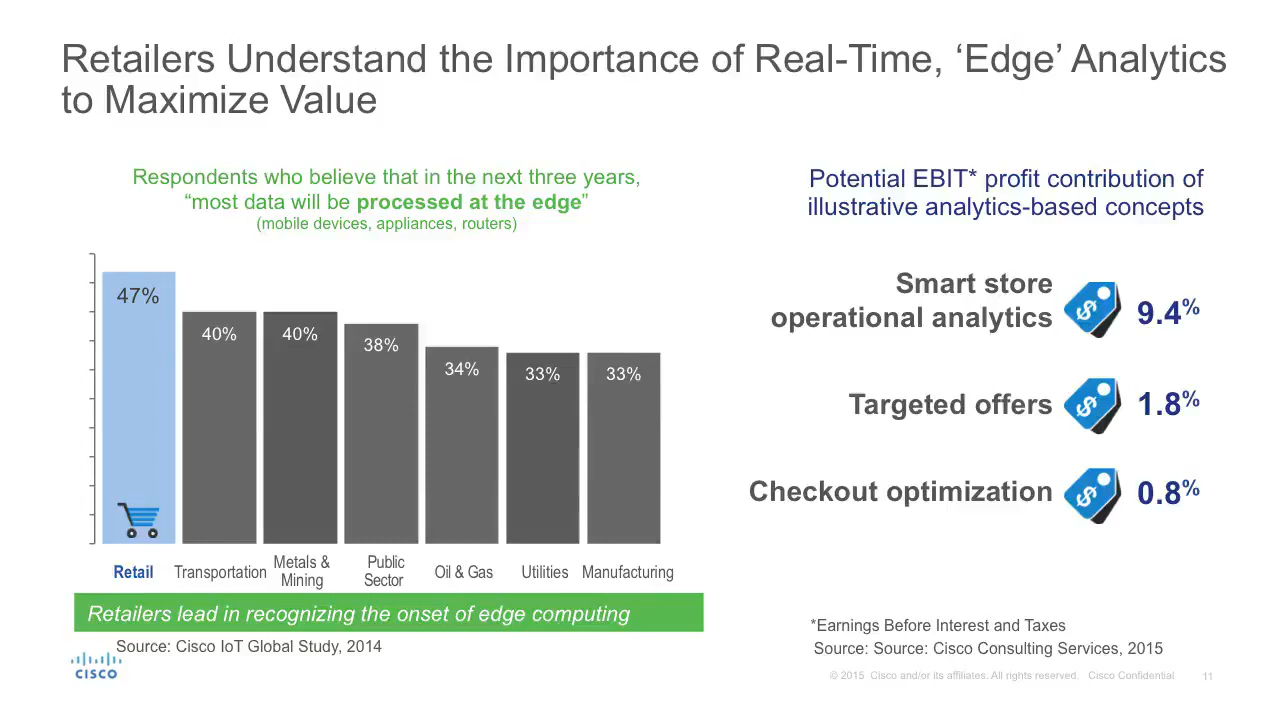 Retailers Understand the Importance of Real-Time, ‘Edge’ Analytics
to Maximize Value
Respondents who believe that in the next three years,
“most data will be processed at the edge”
(mobile devices, appliances, routers)
47%
40%
40%
38%
34%
33%
33%
Retail
Transportation
Metals &
Mining
Public
Sector
Oil & Gas
Utilities
Manufacturing
Retailers lead in recognizing the onset of edge computing
Source: Cisco IoT Global Study, 2014
CISCO
Potential EBIT* profit contribution of
illustrative analytics-based concepts
Smart store
operational analytics
$
9.4%
Targeted offers
$
1.8%
Checkout optimization
$
0.8%
*Earnings Before Interest and Taxes
Source: Source: Cisco Consulting Services, 2015
© 2015 Cisco and/or its affiliates. All rights reserved. Cisco Confidential
11